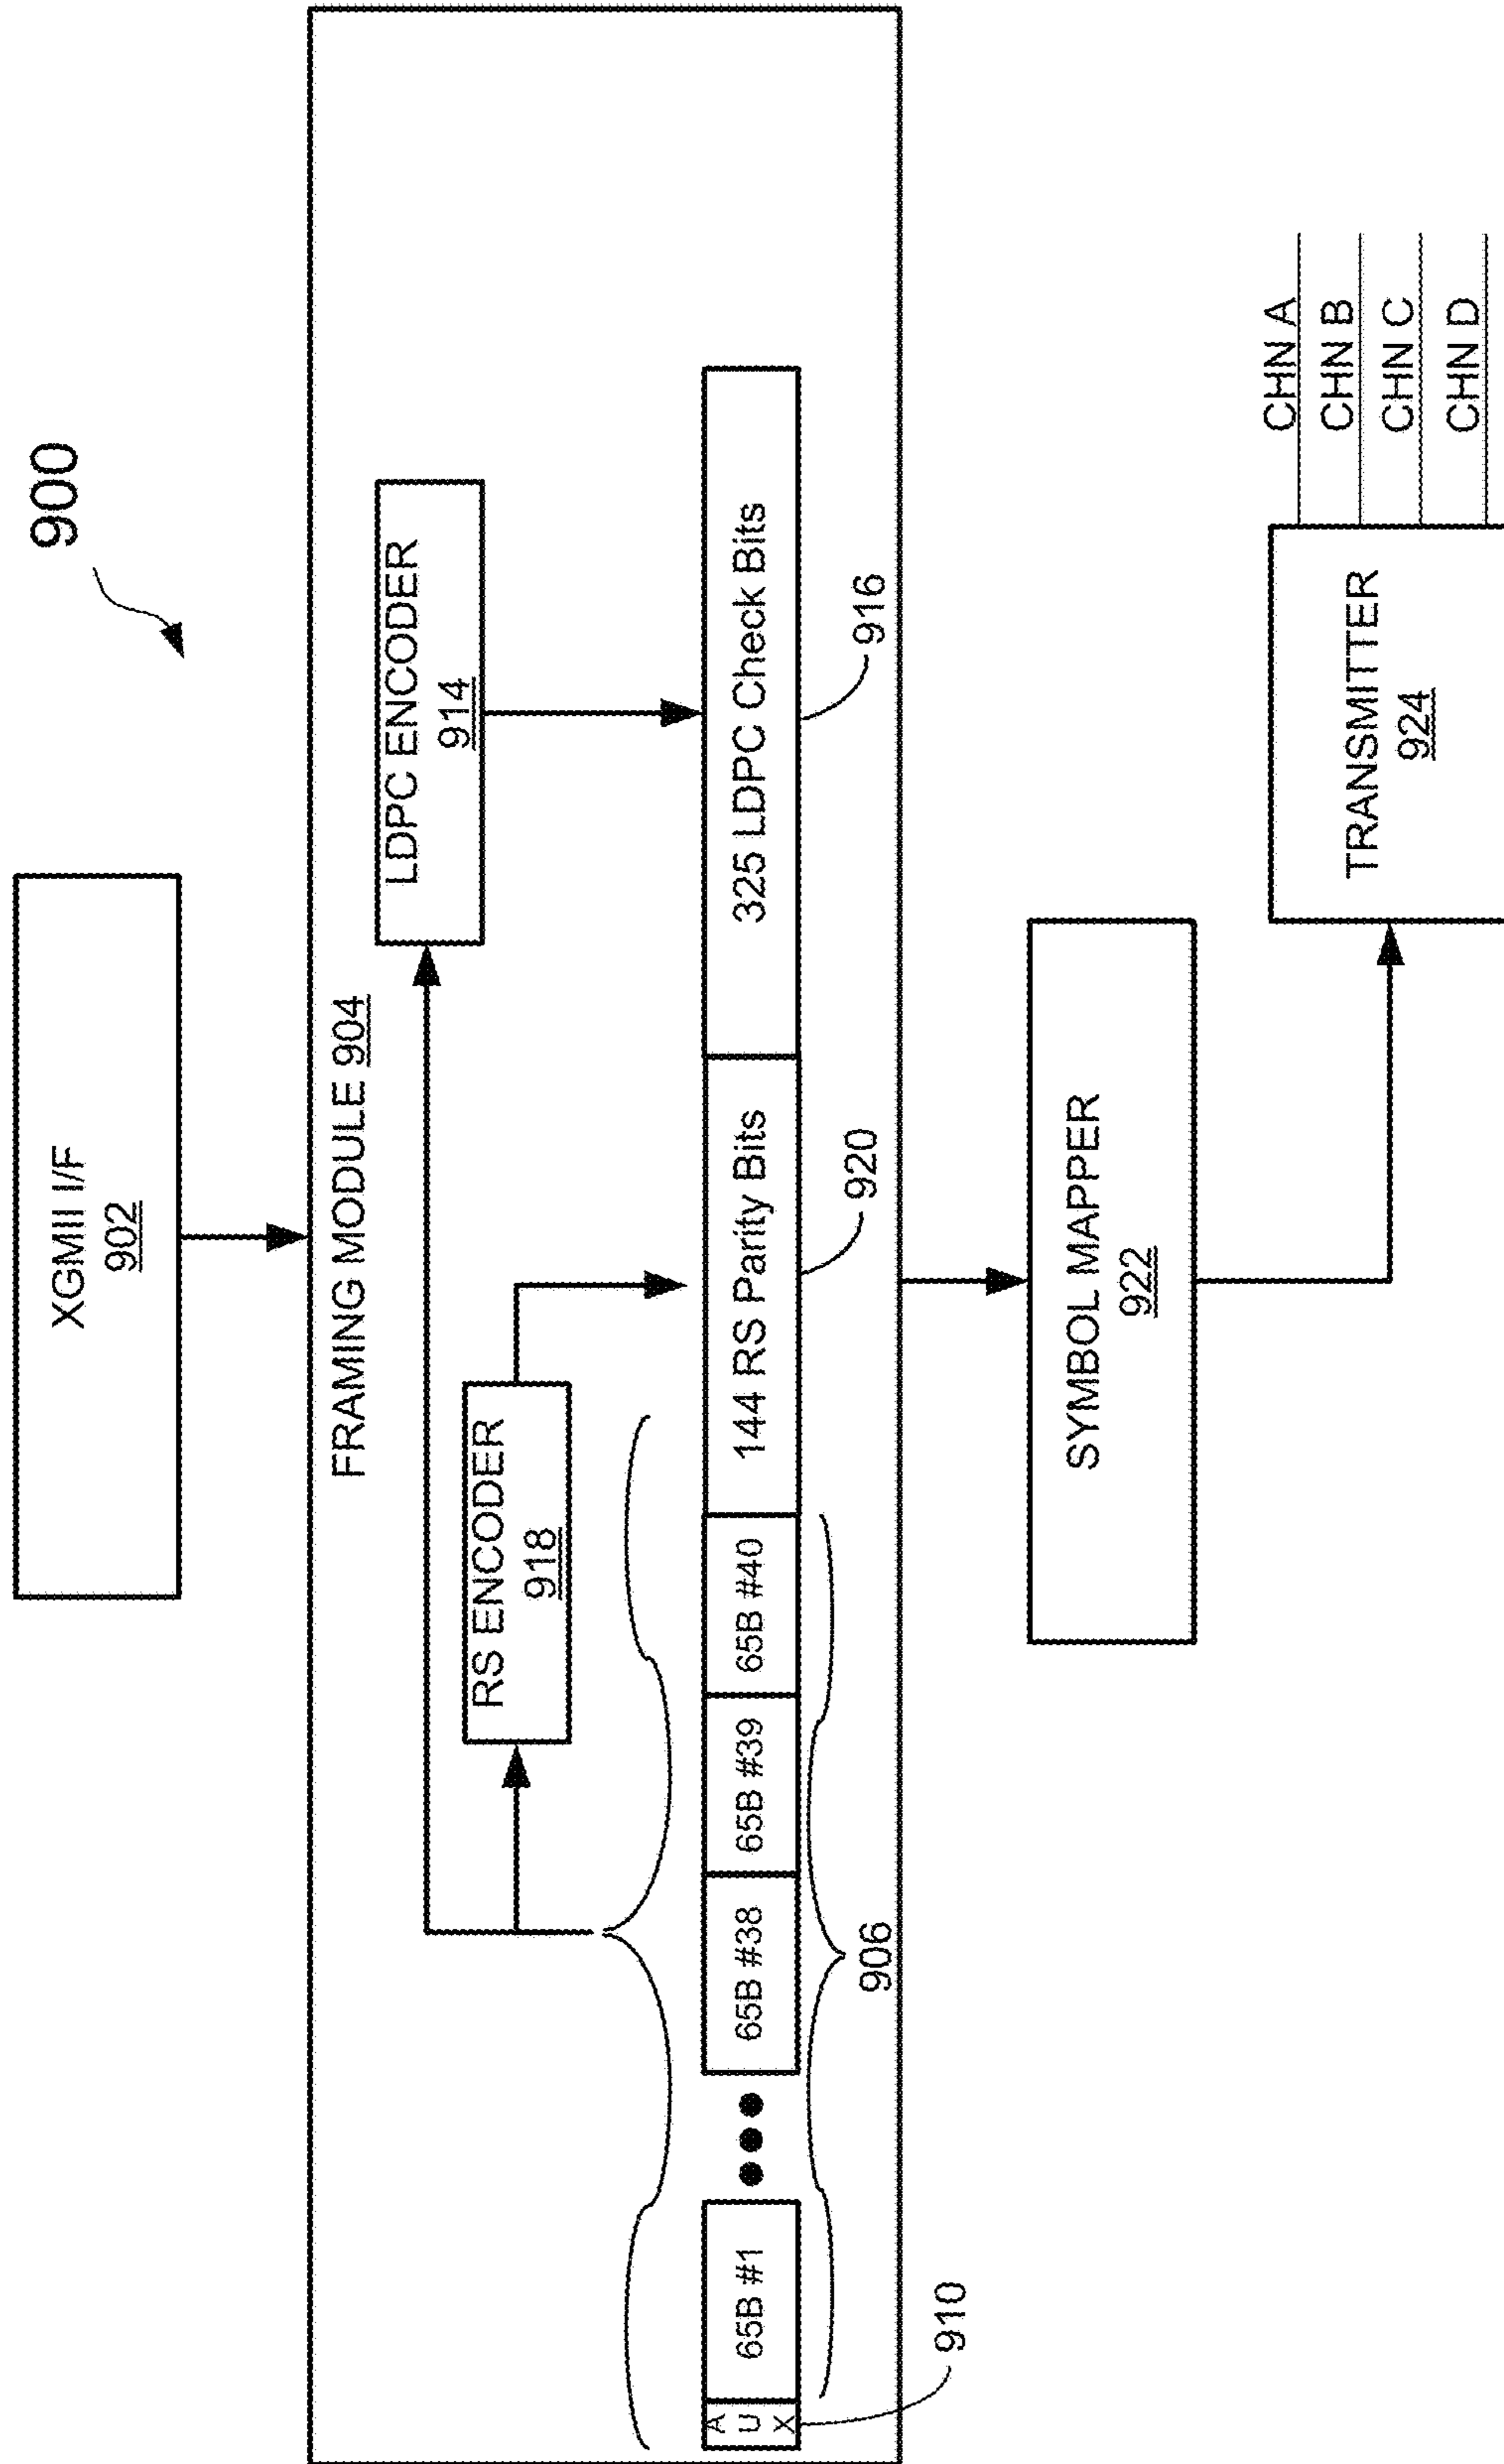 900
XGMII I/F
902
FRAMING MODULE 904
LDPC ENCODER
914
RS ENCODER
918
A
U
X
65B #1
65B #38
65B #39
65B #40
144 RS Parity Bits
325 LDPC Check Bits
910
906
920
916
SYMBOL MAPPER
922
TRANSMITTER
924
CHN A
CHN B
CHN C
CHN D